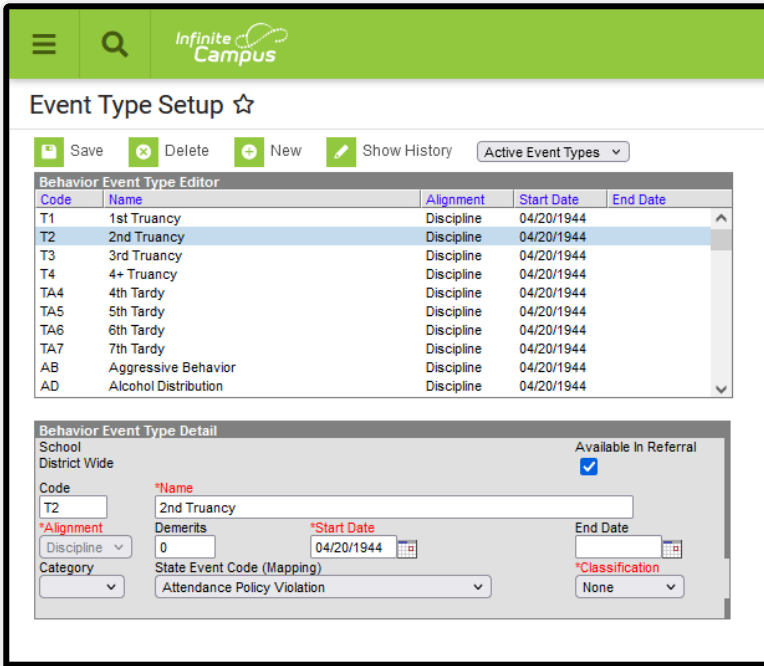 Infinite
Campus
Event Type Setup
Save Delete New Show History Active Event Types
Behavior Event Type Editor
Code Name Alignment Start Date End Date
T1 1st Truancy Discipline 04/20/1944
T2 2nd Truancy Discipline 04/20/1944
T3 3rd Truancy Discipline 04/20/1944
T4 4+ Truancy Discipline 04/20/1944
TA4 4th Tardy Discipline 04/20/1944
TA5 5th Tardy Discipline 04/20/1944
TA6 6th Tardy Discipline 04/20/1944
TA7 7th Tardy Discipline 04/20/1944
AB Aggressive Behavior Discipline 04/20/1944
AD Alcohol Distribution Discipline 04/20/1944
Behavior Event Type Detail
School Available In Referral
District Wide
Code *Name
T2 2nd Truancy
*Alignment Demerits *Start Date End Date
Discipline 0 04/20/1944
Category State Event Code (Mapping) *Classification
Attendance Policy Violation None